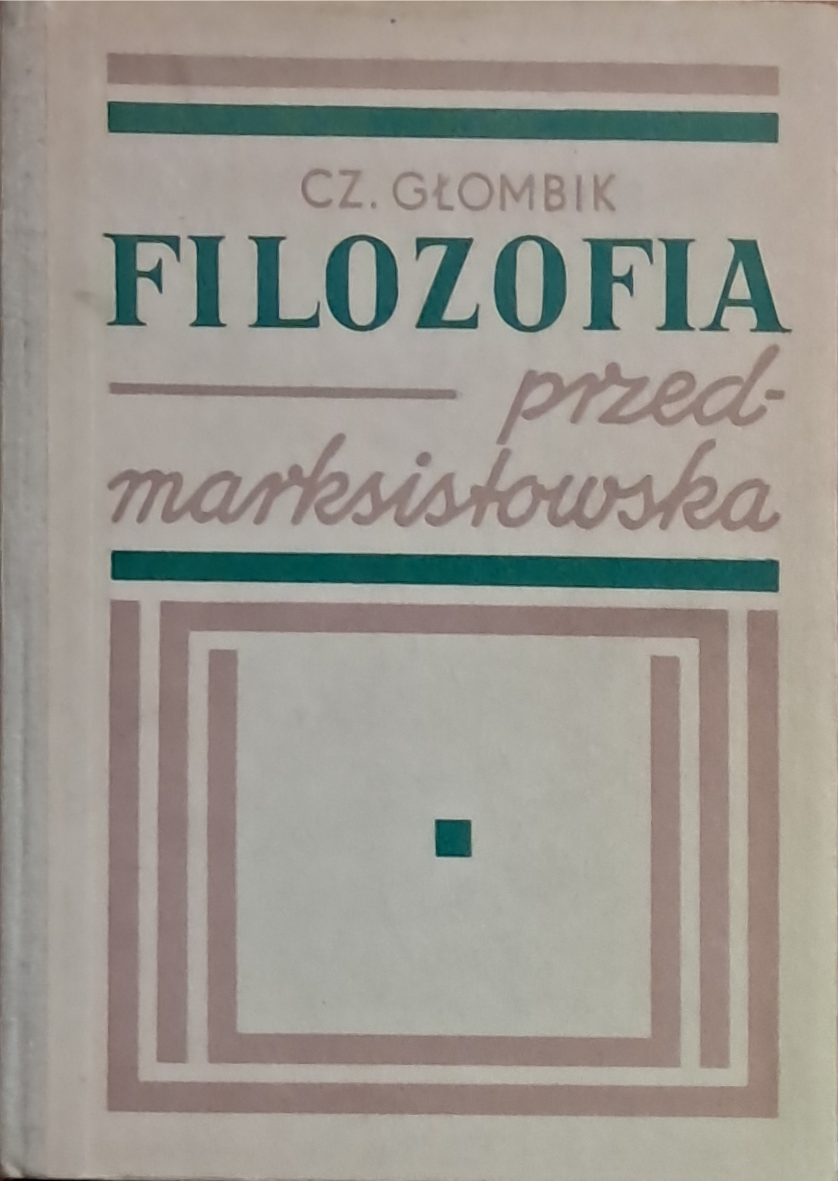 CZ. GŁOMBIK
FILOZOFIA
przed-
marksistowska